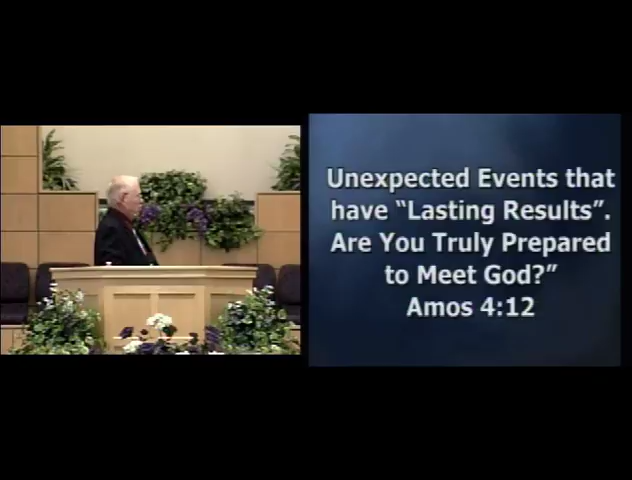 Unexpected Events that
have “Lasting Results”.
Are You Truly Prepared
to Meet God?”
Amos 4:12